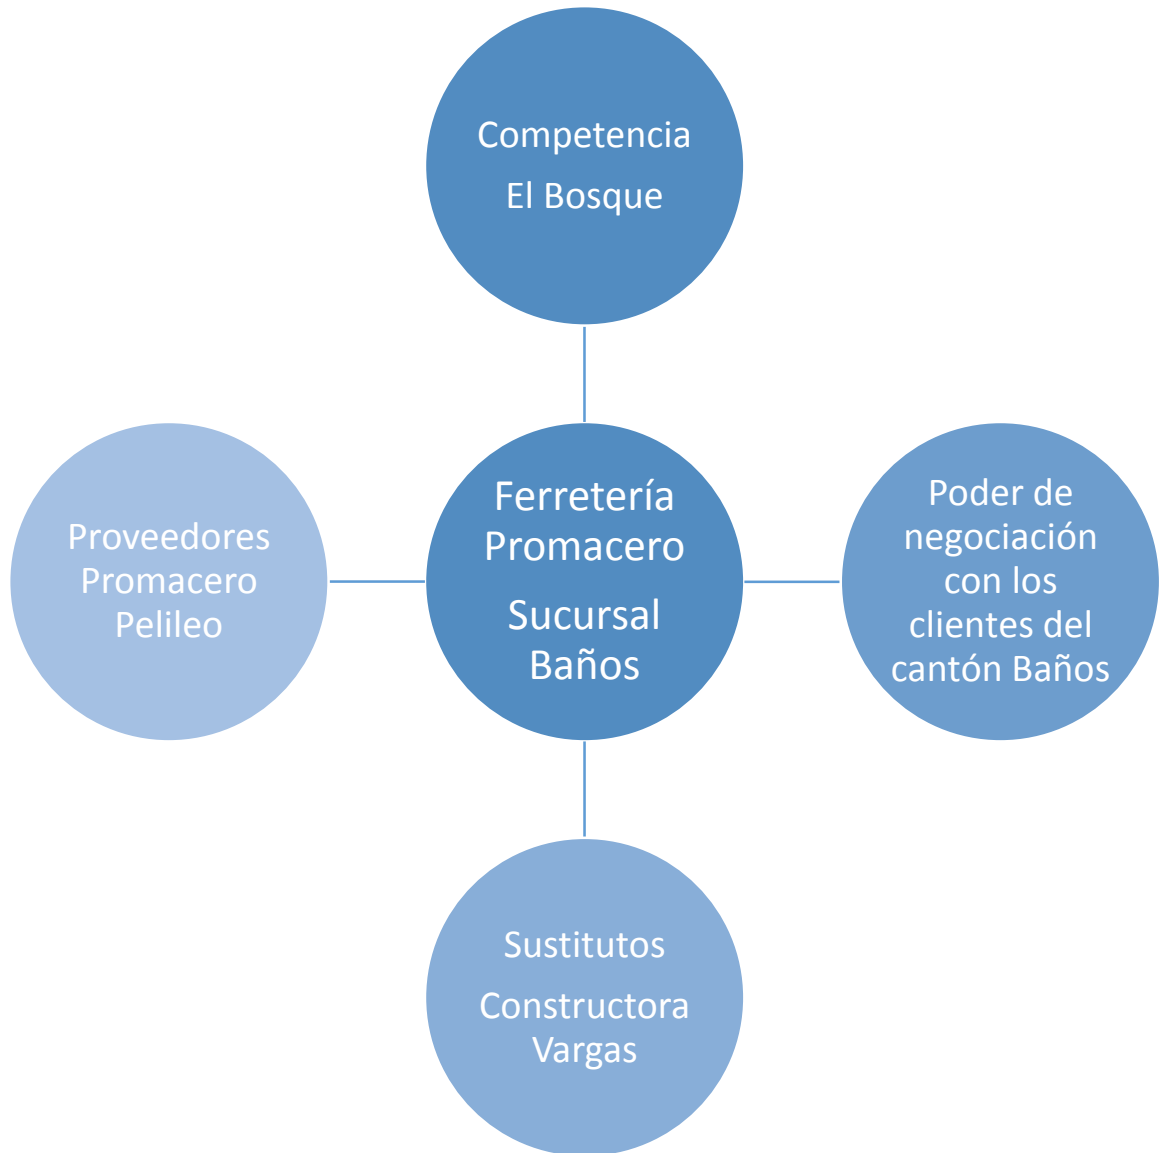 Competencia
El Bosque
Proveedores
Promacero
Pelileo
Ferretería
Promacero
Sucursal
Baños
Poder de
negociación
con los
clientes del
cantón Baños
Sustitutos
Constructora
Vargas